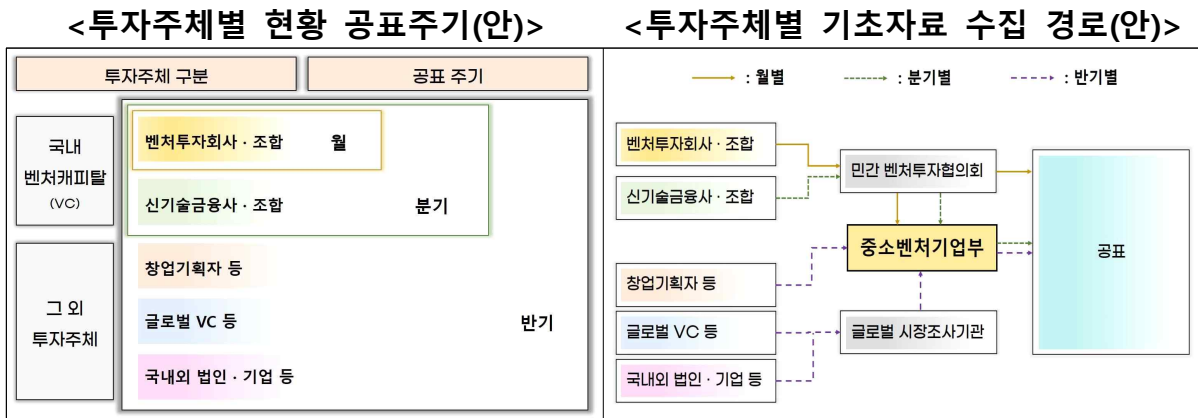 <투자주체별 현황 공표주기(안)>
투자주체 구분
공표 주기
국내
벤처캐피탈
(VC)
벤처투자회사 · 조합
월
신기술금융사 · 조합
분기
그 외
투자주체
창업기획자 등
글로벌 VC 등
반기
국내외 법인 · 기업 등
<투자주체별 기초자료 수집 경로(안)>
: 월별
: 분기별
: 반기별
벤처투자회사 · 조합
신기술금융사 · 조합
민간 벤처투자협의회
중소벤처기업부
공표
창업기획자 등
글로벌 VC 등
글로벌 시장조사기관
국내외 법인 · 기업 등